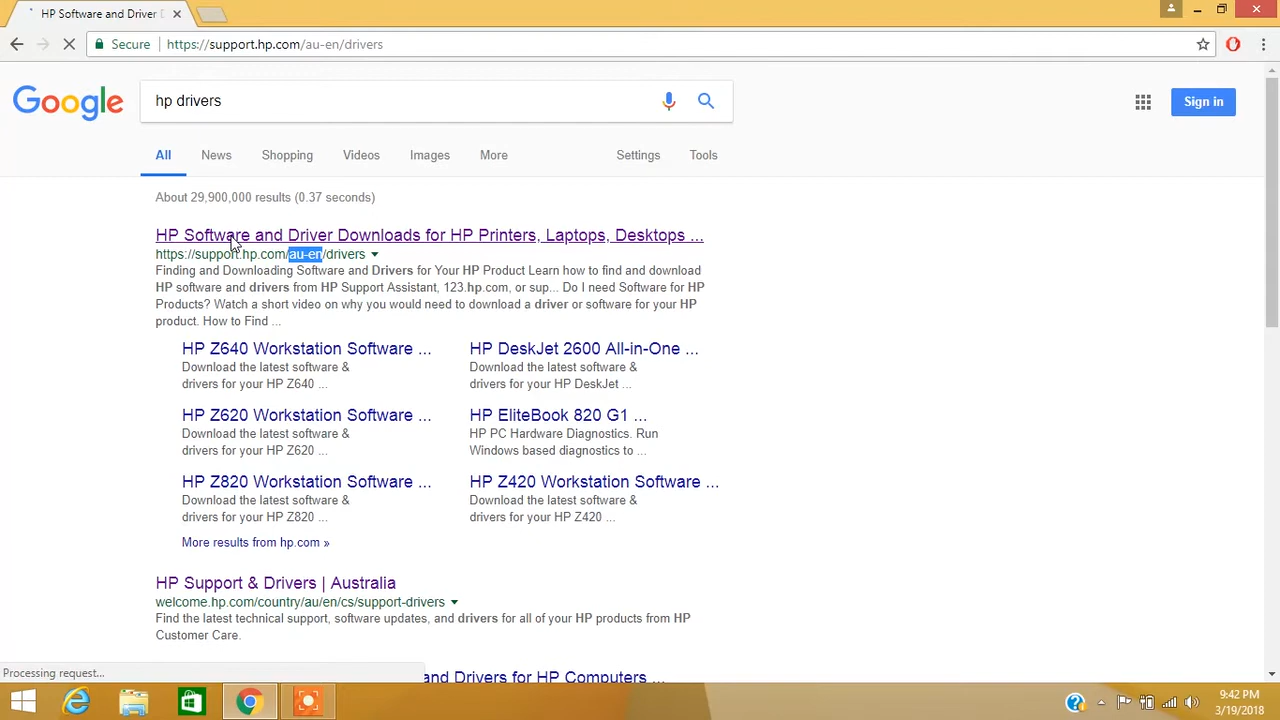 HP Software and Driver D
Secure https://support.hp.com/au-en/drivers
Google
hp drivers
Sign in
All News Shopping Videos Images More Settings Tools
About 29,900,000 results (0.37 seconds)
HP Software and Driver Downloads for HP Printers, Laptops, Desktops ...
https://support.hp.com/au-en/drivers
Finding and Downloading Software and Drivers for Your HP Product Learn how to find and download
HP software and drivers from HP Support Assistant, 123.hp.com, or sup... Do I need Software for HP
Products? Watch a short video on why you would need to download a driver or software for your HP
product. How to Find ...
HP Z640 Workstation Software ...
Download the latest software &
drivers for your HP Z640 ...
HP DeskJet 2600 All-in-One ...
Download the latest software &
drivers for your HP DeskJet ...
HP Z620 Workstation Software ...
Download the latest software &
drivers for your HP Z620 ...
HP EliteBook 820 G1 ...
HP PC Hardware Diagnostics. Run
Windows based diagnostics to ...
HP Z820 Workstation Software ...
Download the latest software &
drivers for your HP Z820 ...
HP Z420 Workstation Software ...
Download the latest software &
drivers for your HP Z420 ...
More results from hp.com »
HP Support & Drivers | Australia
welcome.hp.com/country/au/en/cs/support-drivers
Find the latest technical support, software updates, and drivers for all of your HP products from HP
Customer Care.
Processing request...
and Drivers for HP Computers ...
9:42 PM
3/19/2018